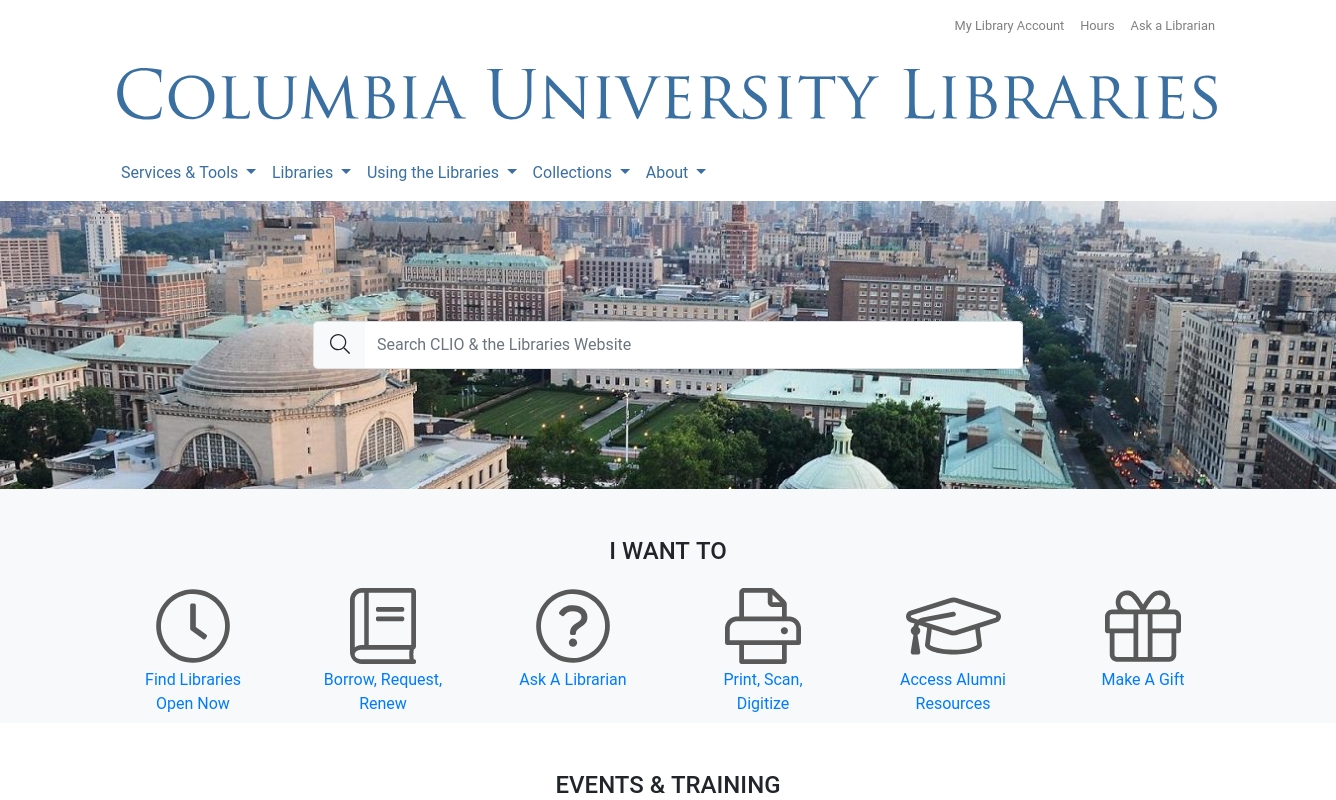 My Library Account Hours Ask a Librarian
COLUMBIA UNIVERSITY LIBRARIES
Services & Tools Libraries Using the Libraries Collections About
Search CLIO & the Libraries Website
I WANT TO
Find Libraries
Open Now
Borrow, Request,
Renew
Ask A Librarian
Print, Scan,
Digitize
Access Alumni
Resources
Make A Gift
EVENTS & TRAINING